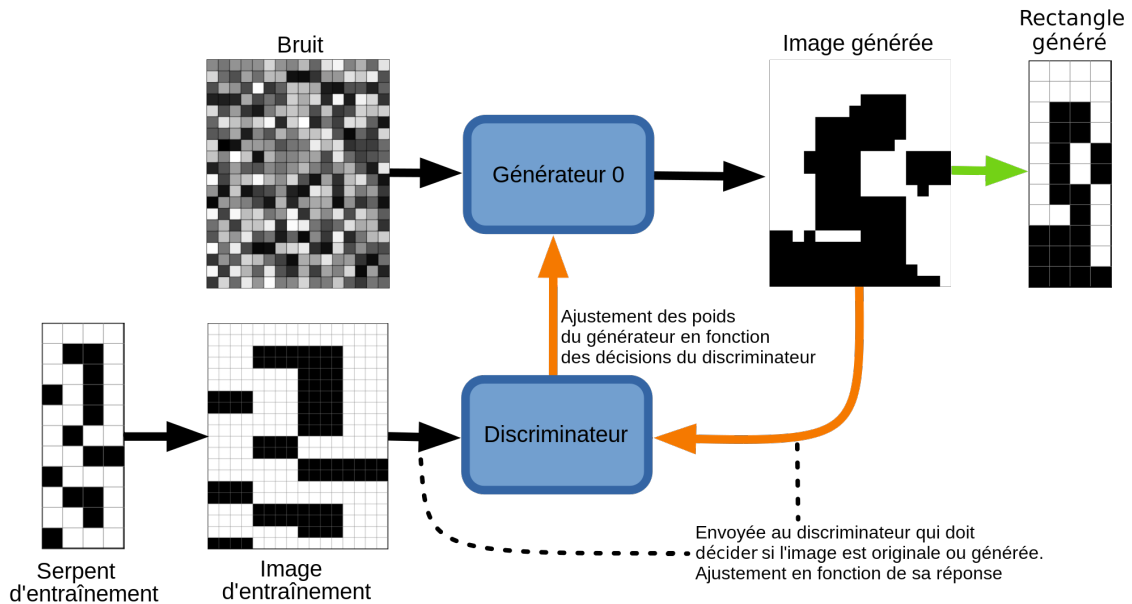 Bruit
Image générée
Rectangle
généré
Générateur 0
Ajustement des poids
du générateur en fonction
des décisions du discriminateur
Discriminateur
Envoyée au discriminateur qui doit
décider si l'image est originale ou générée.
Ajustement en fonction de sa réponse
Serpent
d'entraînement
Image
d'entraînement